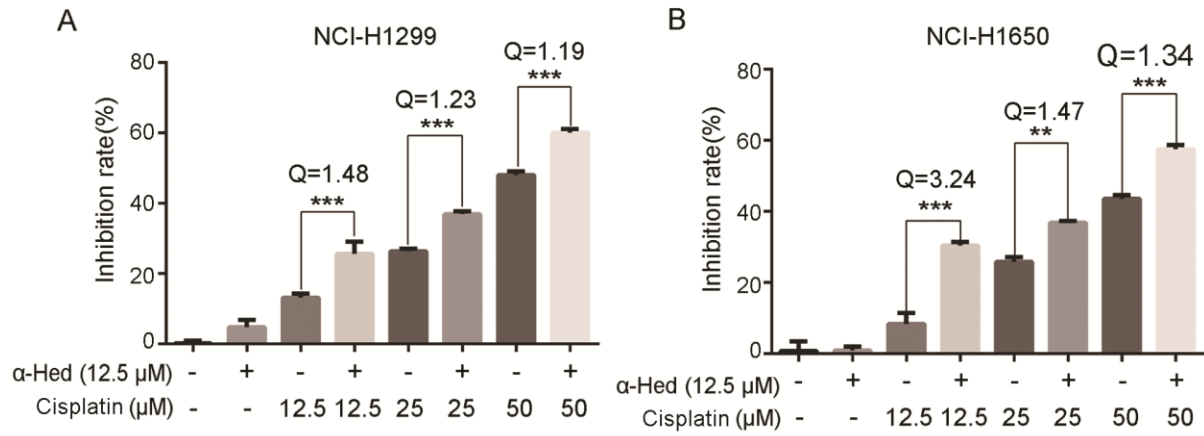 A
NCI-H1299
Inhibition rate(%)
80
60
40
20
0
Q=1.48
***
Q=1.23
***
Q=1.19
***
α-Hed (12.5 μM) - + - + - + - +
Cisplatin (μM) - - 12.5 12.5 25 25 50 50
B
NCI-H1650
Inhibition rate(%)
80
60
40
20
0
Q=3.24
***
Q=1.47
**
Q=1.34
***
α-Hed (12.5 μM) - + - + - + - +
Cisplatin (μM) - - 12.5 12.5 25 25 50 50